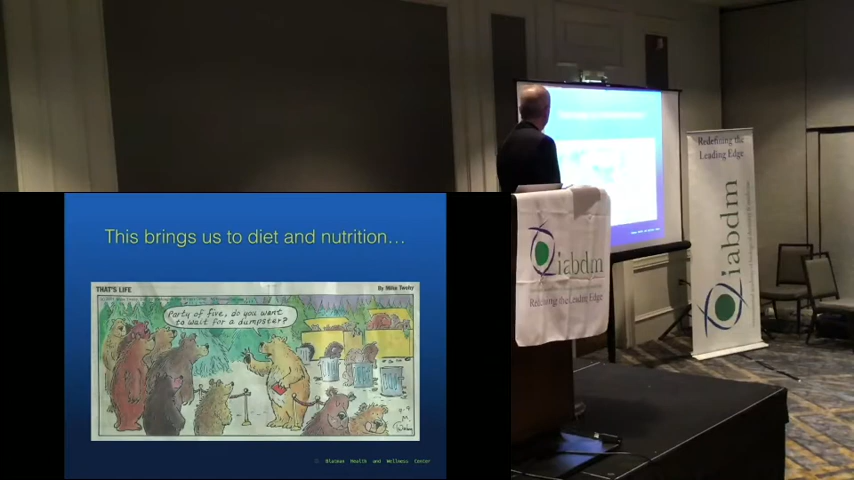 This brings us to diet and nutrition...
THAT'S LIFE
By Mike Twohy
Party of five, do you want
to wait for a dumpster?
Health and Wellness Center
iabdm
Redefining the Leading Edge
Redefining the
Leading Edge
iabdm